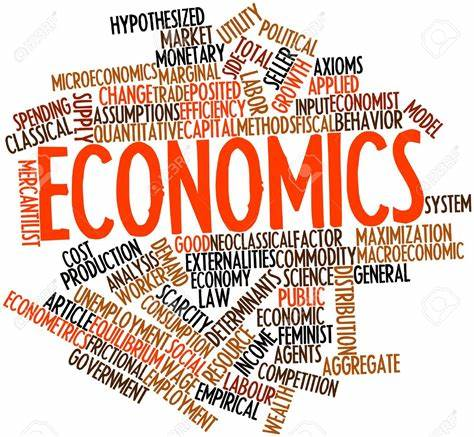 HYPOTHESIZED
UTILITY
POLITICAL
MARKET
MONETARY
SIDE
TOTAL
SELLER
MICROECONOMICS
MARGINAL
LABOR
GROWTH
AXIOMS
SPENDING
SUPPLY
CHANGE
TRADE
POSITED
APPLIED
CLASSICAL
ASSUMPTIONS
EFFICIENCY
INPUT
ECONOMIST
MODEL
QUANTITATIVE
CAPITAL
METHODS
FISCAL
BEHAVIOR
MERCANTILIST
ECONOMICS
SYSTEM
COST
PRODUCTION
ANALYSIS
DEMAND
GOOD
NEOCLASSICAL
FACTOR
MAXIMIZATION
EXTERNALITIES
COMMODITY
MACROECONOMIC
WORKER
SCARCITY
ECONOMY
SCIENCE
DISTRIBUTION
GENERAL
LAW
DETERMINANTS
PUBLIC
ECONOMETRICS
ARTICLE
UNEMPLOYMENT
CONSUMPTION
ECONOMIC
EQUILIBRIUM
SOCIAL
RESOURCE
INCOME
FEMINIST
FRICTIONAL
WAGE
AGENTS
AGGREGATE
GOVERNMENT
EMPLOYMENT
EMPIRICAL
LABOUR
WEALTH
COMPETITION